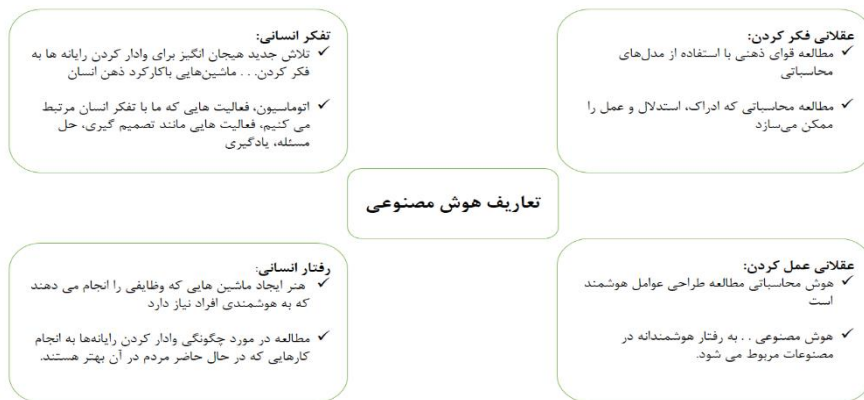 عقلانی فکر کردن:
✓ مطالعه قوای ذهنی با استفاده از مدل‌های
محاسباتی
✓ مطالعه محاسباتی که ادراک، استدلال و عمل را
ممکن می‌سازد
تفکر انسانی:
✓ تلاش جدید هیجان انگیز برای وادار کردن رایانه ها به
فکر کردن. . . ماشین‌هایی باکارکرد ذهن انسان
✓ اتوماسیون، فعالیت هایی که ما با تفکر انسان مرتبط
می کنیم، فعالیت هایی مانند تصمیم گیری، حل
مسئله، یادگیری
تعاریف هوش مصنوعی
عقلانی عمل کردن:
✓ هوش محاسباتی مطالعه طراحی عوامل هوشمند
است
✓ هوش مصنوعی . . به رفتار هوشمندانه در
مصنوعات مربوط می شود.
رفتار انسانی:
✓ هنر ایجاد ماشین هایی که وظایفی را انجام می دهند
که به هوشمندی افراد نیاز دارد
✓ مطالعه در مورد چگونگی وادار کردن رایانه‌ها به انجام
کارهایی که در حال حاضر مردم در آن بهتر هستند.